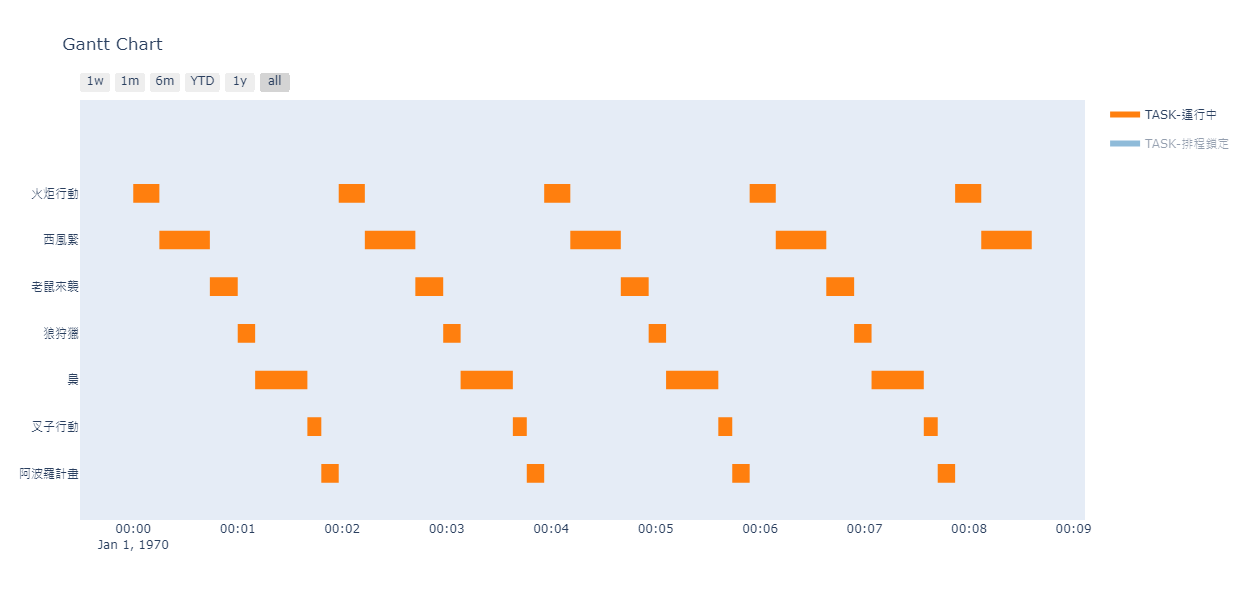 Gantt Chart
1w 1m 6m YTD 1y all
TASK-運行中
TASK-排程鎖定
火炬行動
西風緊
老鼠來襲
狼狩獵
梟
叉子行動
阿波羅計畫
00:00 00:01 00:02 00:03 00:04 00:05 00:06 00:07 00:08 00:09
Jan 1, 1970